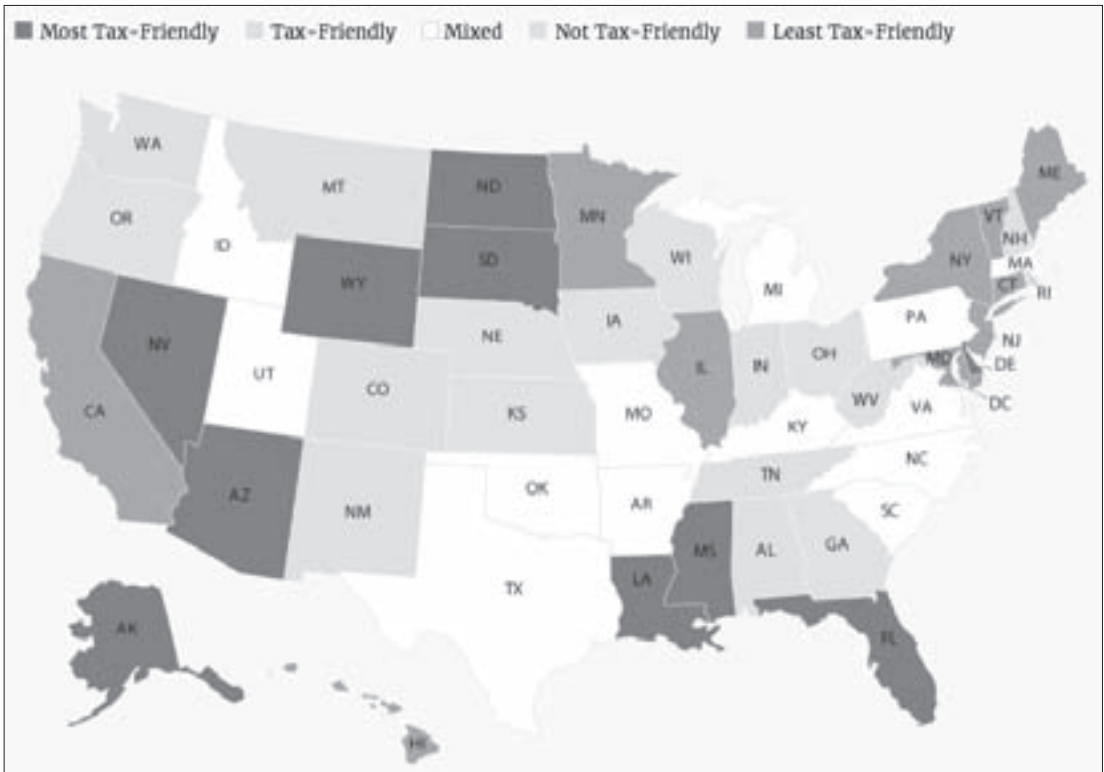 Most Tax-Friendly Tax-Friendly Mixed Not Tax-Friendly Least Tax-Friendly
WA
MT
ND
MN
ME
OR
ID
SD
WI
NY
VT
NH
MA
CT
RI
WY
MI
NV
UT
CO
NE
IA
PA
NJ
IL
IN
OH
MD
DE
CA
KS
MO
WV
VA
DC
KY
AZ
NM
OK
AR
TN
NC
SC
TX
LA
MS
AL
GA
AK
FL
HI